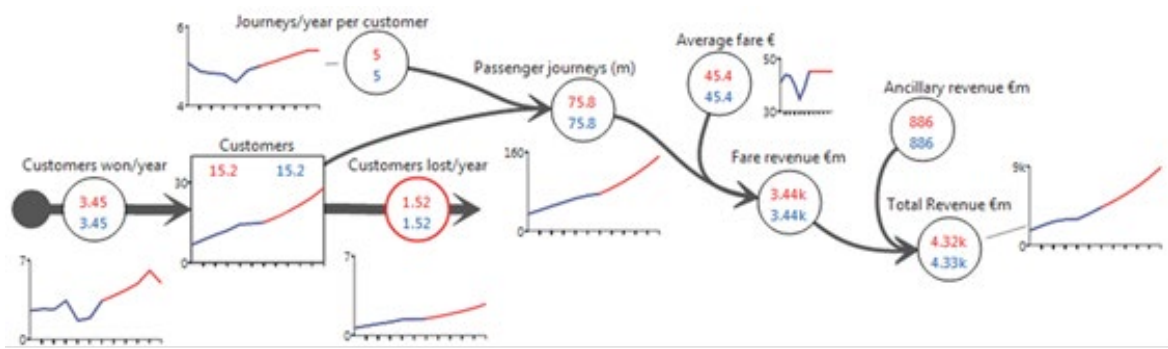 Journeys/year per customer
6
4
5
5
Passenger journeys (m)
75.8
75.8
Average fare €
45.4
45.4
50
30
Ancillary revenue €m
886
886
Customers won/year
3.45
3.45
Customers
15.2 15.2
30
0
Customers lost/year
1.52
1.52
160
0
Fare revenue €m
3.44k
3.44k
Total Revenue €m
4.32k
4.33k
9k
0
7
0
7
0